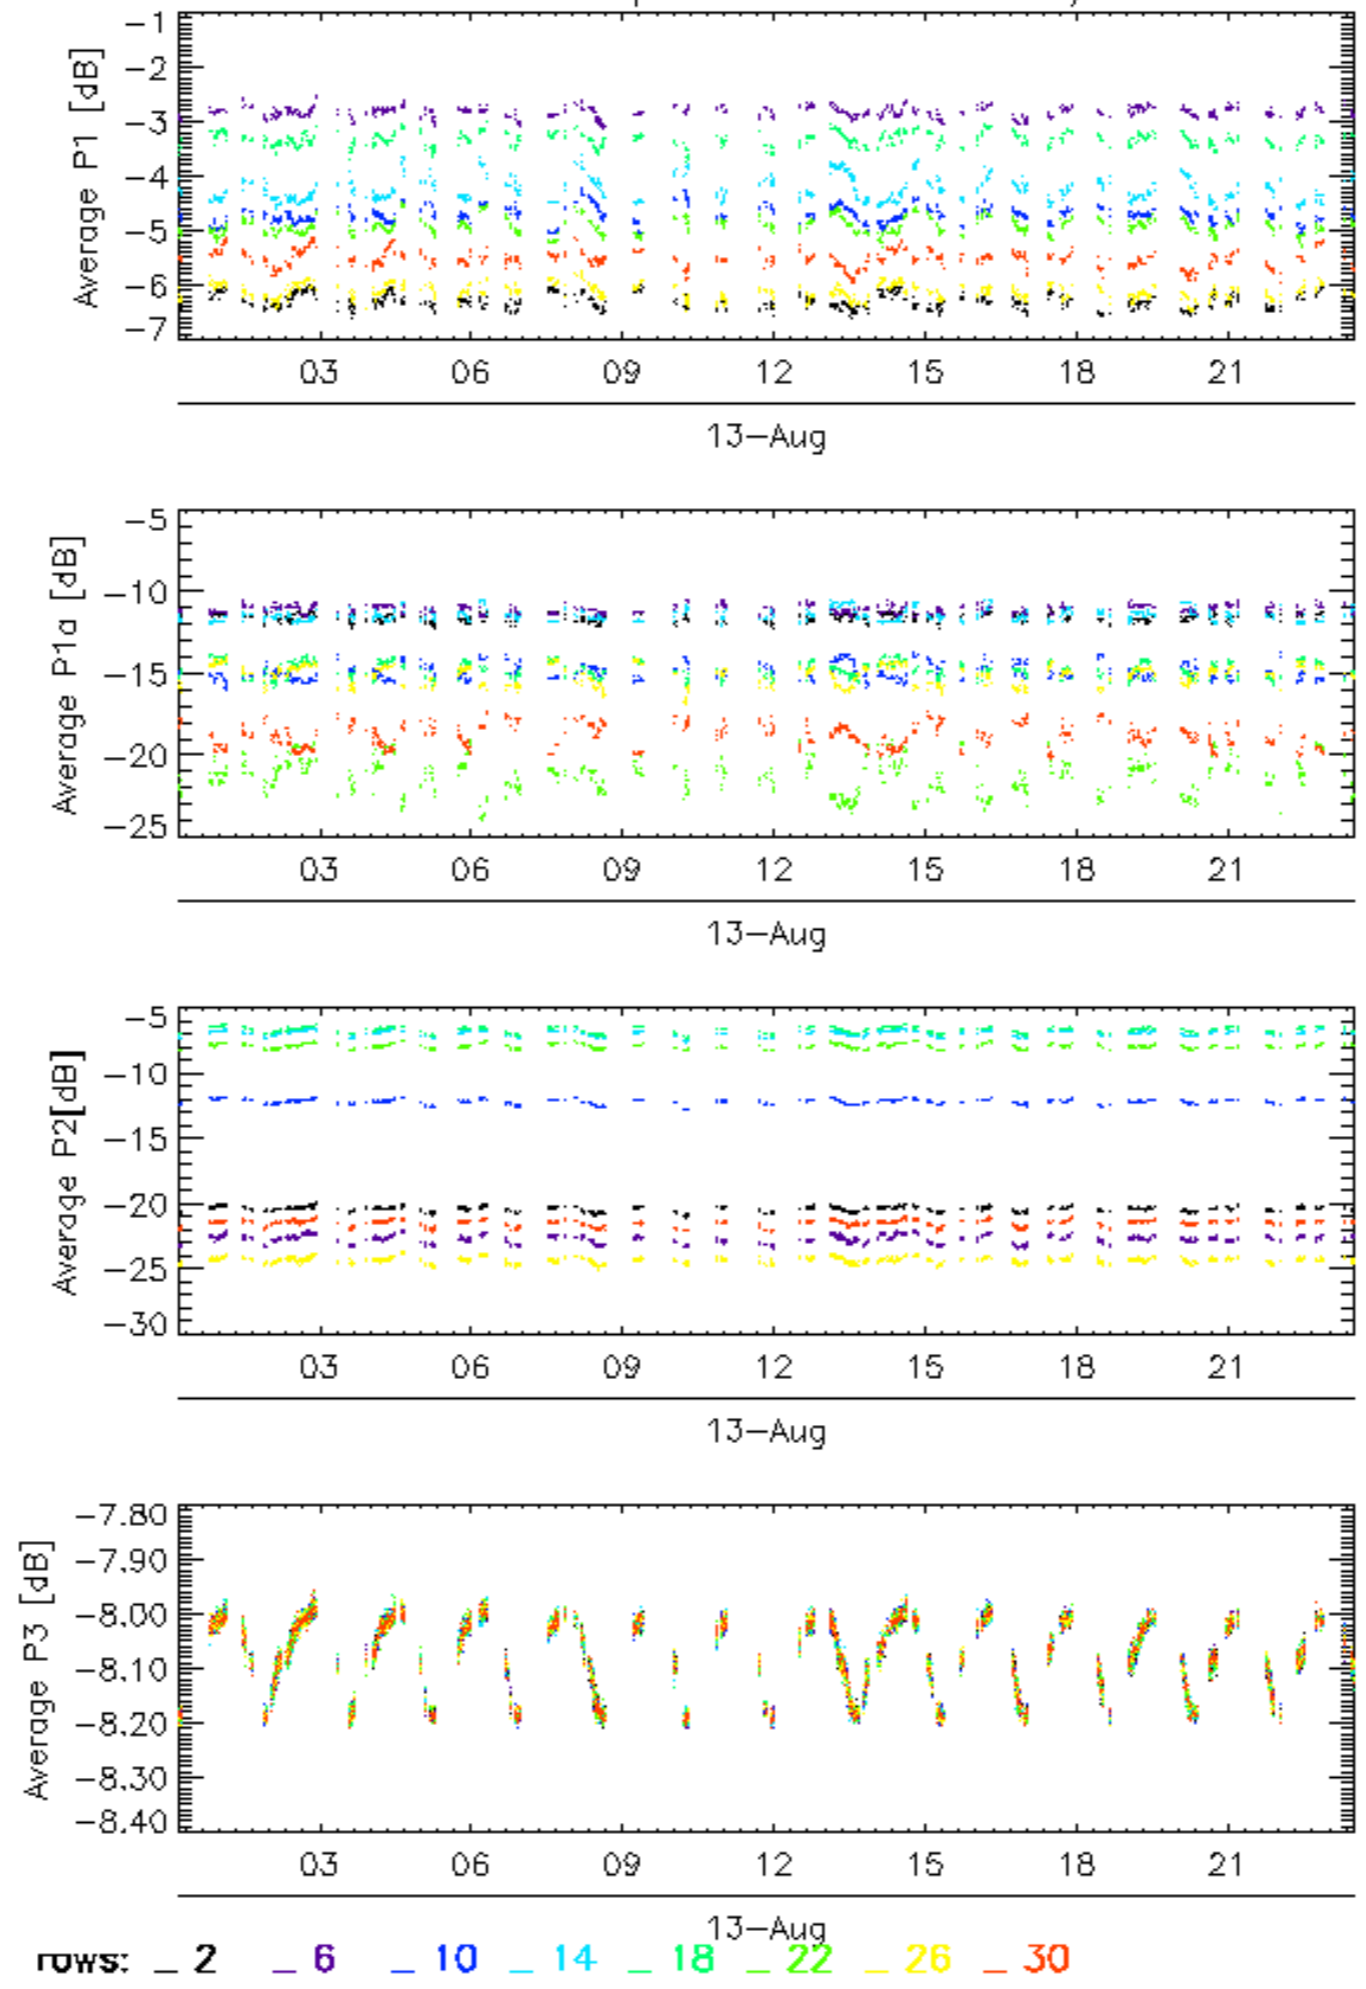 Average P1 [dB]
−1
−2
−3
−4
−5
−6
−7
03 06 09 12 15 18 21
13−Aug
Average P1a [dB]
−5
−10
−15
−20
−25
03 06 09 12 15 18 21
13−Aug
Average P2[dB]
−5
−10
−15
−20
−25
−30
03 06 09 12 15 18 21
13−Aug
Average P3 [dB]
−7.80
−7.90
−8.00
−8.10
−8.20
−8.30
−8.40
03 06 09 12 15 18 21
13−Aug
rows: _ 2 _ 6 _ 10 _ 14 _ 18 _ 22 _ 26 _ 30